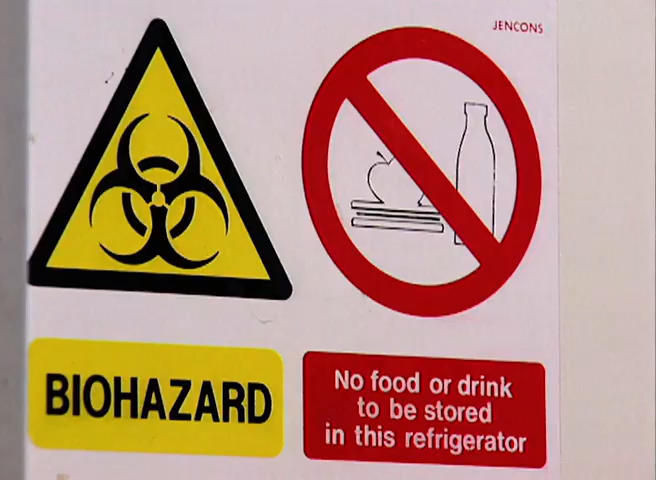 JENCONS
BIOHAZARD
No food or drink
to be stored
in this refrigerator